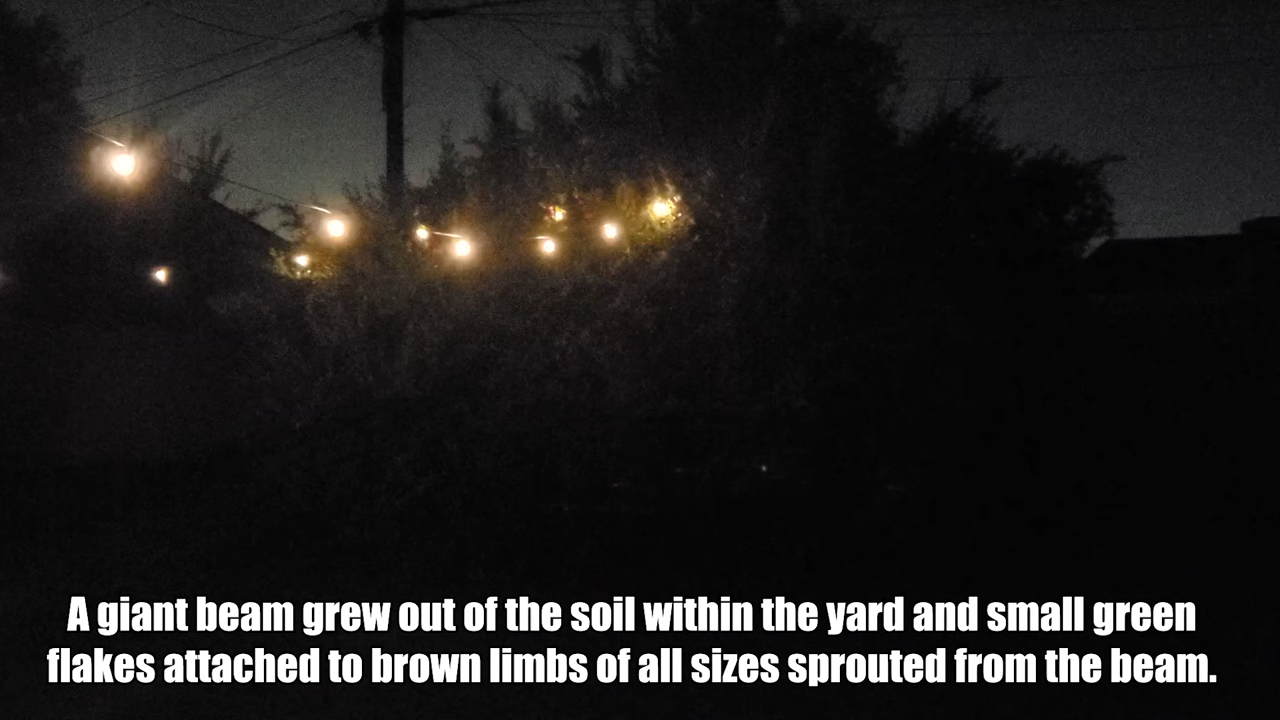 A giant beam grew out of the soil within the yard and small green
flakes attached to brown limbs of all sizes sprouted from the beam.